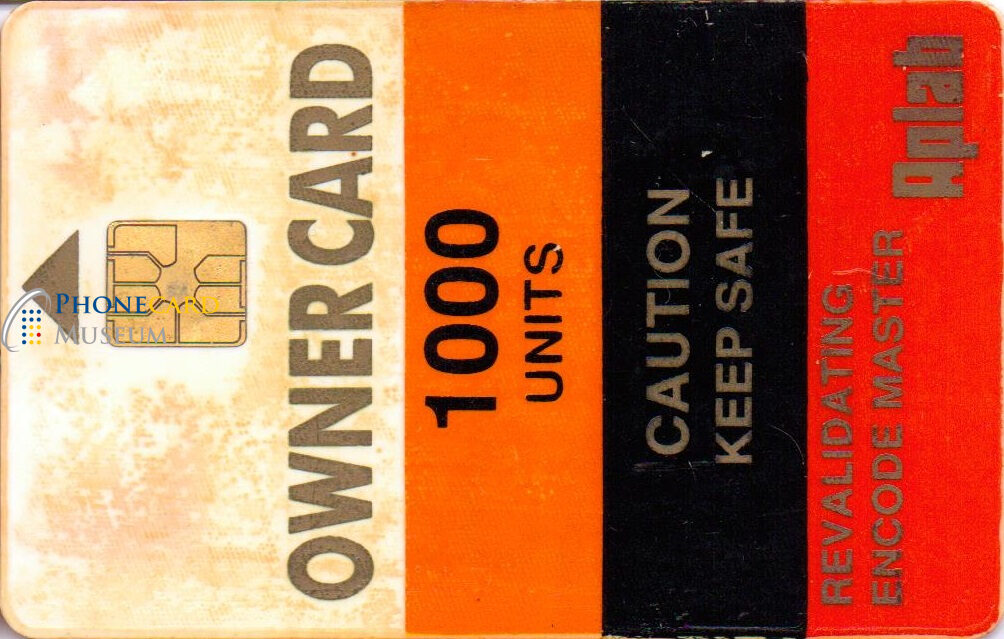 OWNER CARD
1000
UNITS
CAUTION
KEEP SAFE
REVALIDATING
ENCODE MASTER
Aplab
PHONECARD
MUSEUM